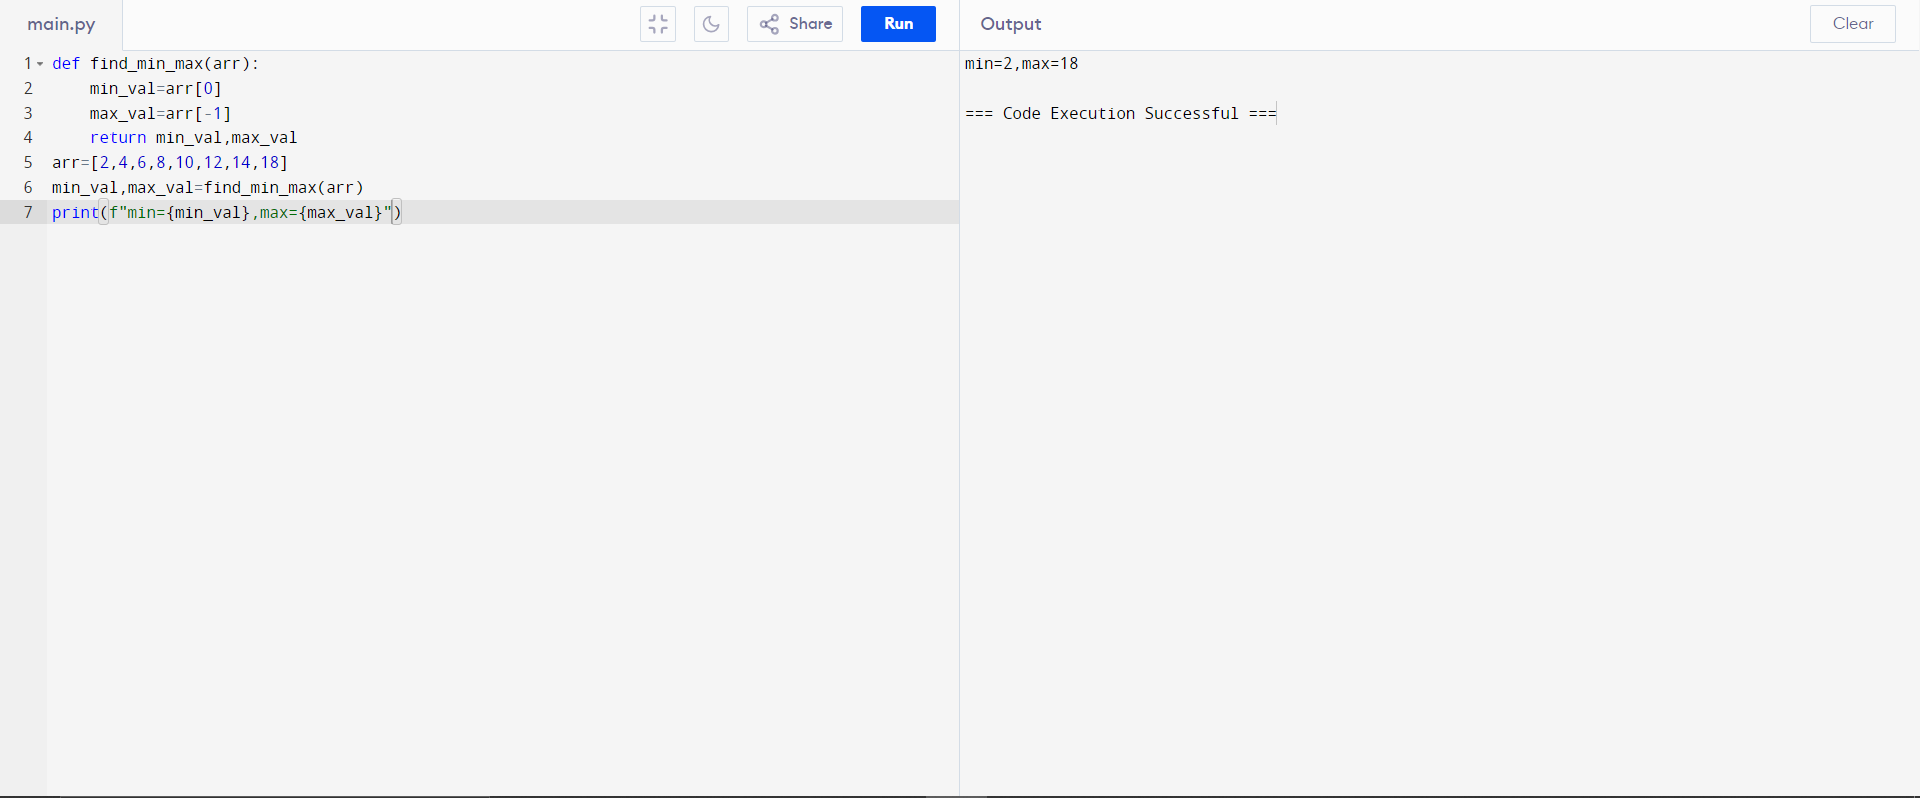 main.py
Share
Run
Output
Clear
1 def find_min_max(arr):
2     min_val=arr[0]
3     max_val=arr[-1]
4     return min_val,max_val
5 arr=[2,4,6,8,10,12,14,18]
6 min_val,max_val=find_min_max(arr)
7 print(f"min={min_val},max={max_val}")
min=2,max=18
=== Code Execution Successful ===